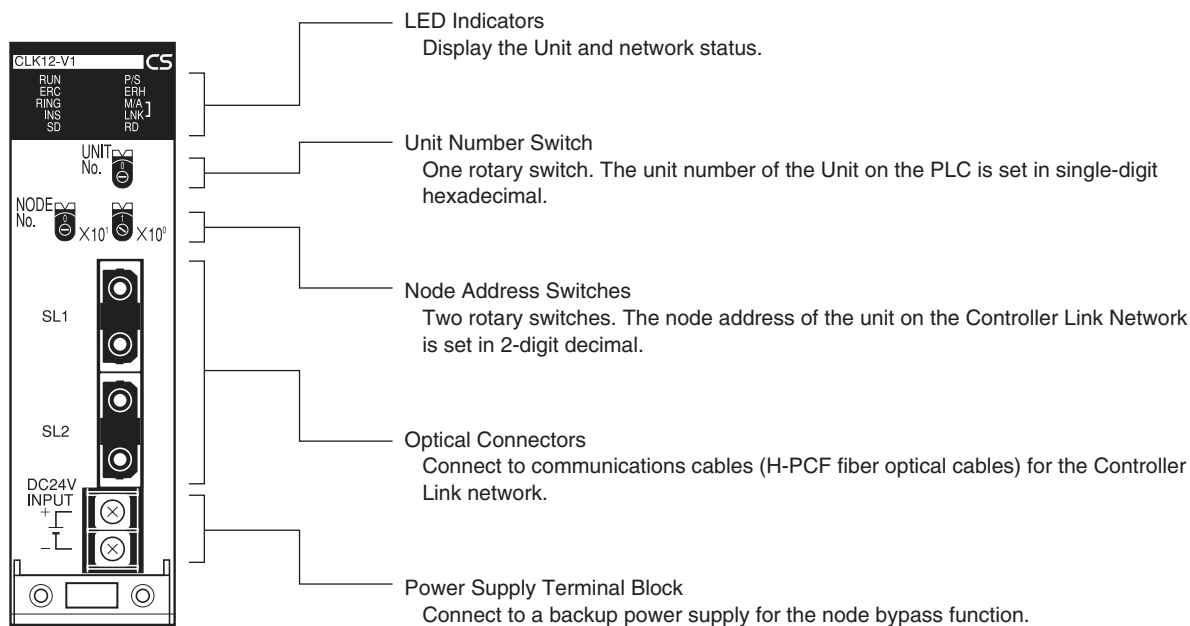 LED Indicators
Display the Unit and network status.
CLK12-V1 CS
RUN P/S
ERC ERH
RING M/A
INS LNK
SD RD
Unit Number Switch
One rotary switch. The unit number of the Unit on the PLC is set in single-digit
hexadecimal.
UNIT
No.
0
NODE
No.
0 ×10¹ 1 ×10⁰
Node Address Switches
Two rotary switches. The node address of the unit on the Controller Link Network
is set in 2-digit decimal.
SL1
SL2
Optical Connectors
Connect to communications cables (H-PCF fiber optical cables) for the Controller
Link network.
DC24V
INPUT
+
−
Power Supply Terminal Block
Connect to a backup power supply for the node bypass function.